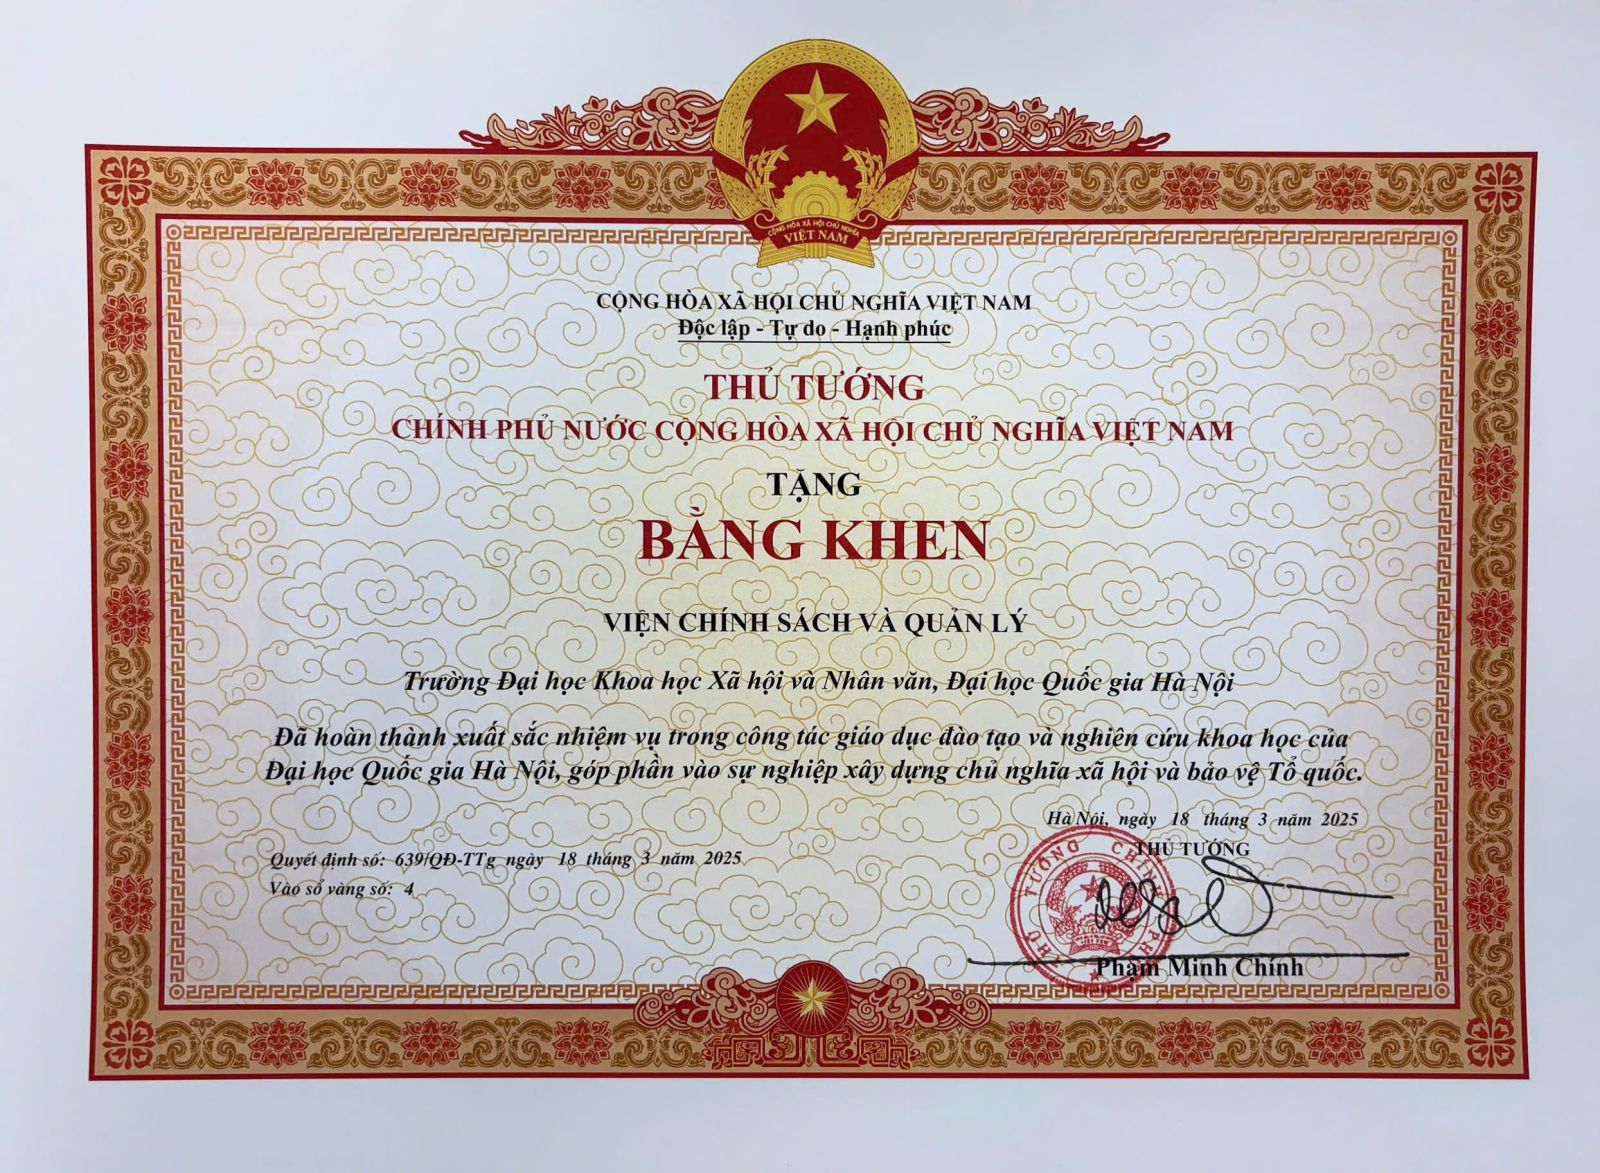 CỘNG HÒA XÃ HỘI CHỦ NGHĨA
VIỆT NAM
CỘNG HÒA XÃ HỘI CHỦ NGHĨA VIỆT NAM
Độc lập - Tự do - Hạnh phúc
THỦ TƯỚNG
CHÍNH PHỦ NƯỚC CỘNG HÒA XÃ HỘI CHỦ NGHĨA VIỆT NAM
TẶNG
BẰNG KHEN
VIỆN CHÍNH SÁCH VÀ QUẢN LÝ
Trường Đại học Khoa học Xã hội và Nhân văn, Đại học Quốc gia Hà Nội
Đã hoàn thành xuất sắc nhiệm vụ trong công tác giáo dục đào tạo và nghiên cứu khoa học của
Đại học Quốc gia Hà Nội, góp phần vào sự nghiệp xây dựng chủ nghĩa xã hội và bảo vệ Tổ quốc.
Hà Nội, ngày 18 tháng 3 năm 2025
THỦ TƯỚNG
Quyết định số: 639/QĐ-TTg ngày 18 tháng 3 năm 2025
Vào sổ vàng số: 4
THỦ TƯỚNG CHÍNH PHỦ
Phạm Minh Chính